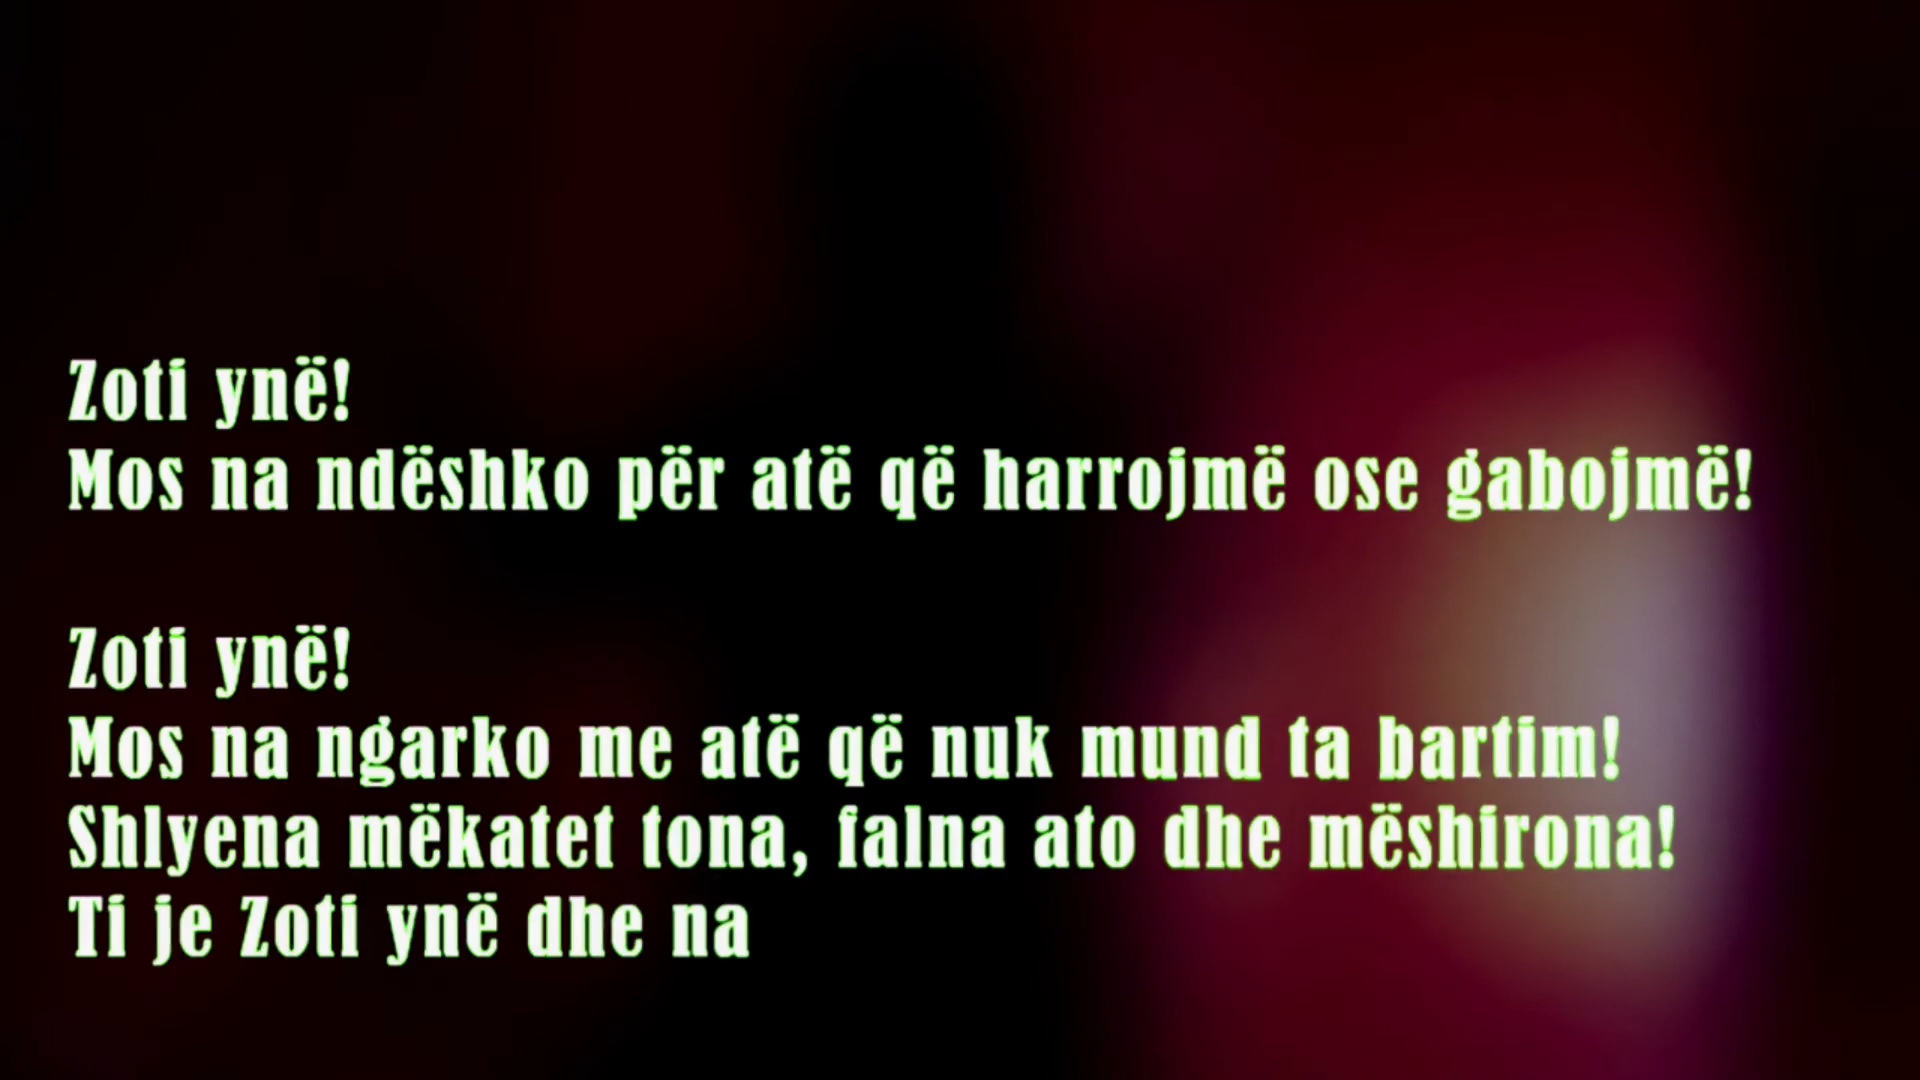 Zoti ynë!
Mos na ndëshko për atë që harrojmë ose gabojmë!
Zoti ynë!
Mos na ngarko me atë që nuk mund ta bartim!
Shlyena mëkatet tona, falna ato dhe mëshirona!
Ti je Zoti ynë dhe na